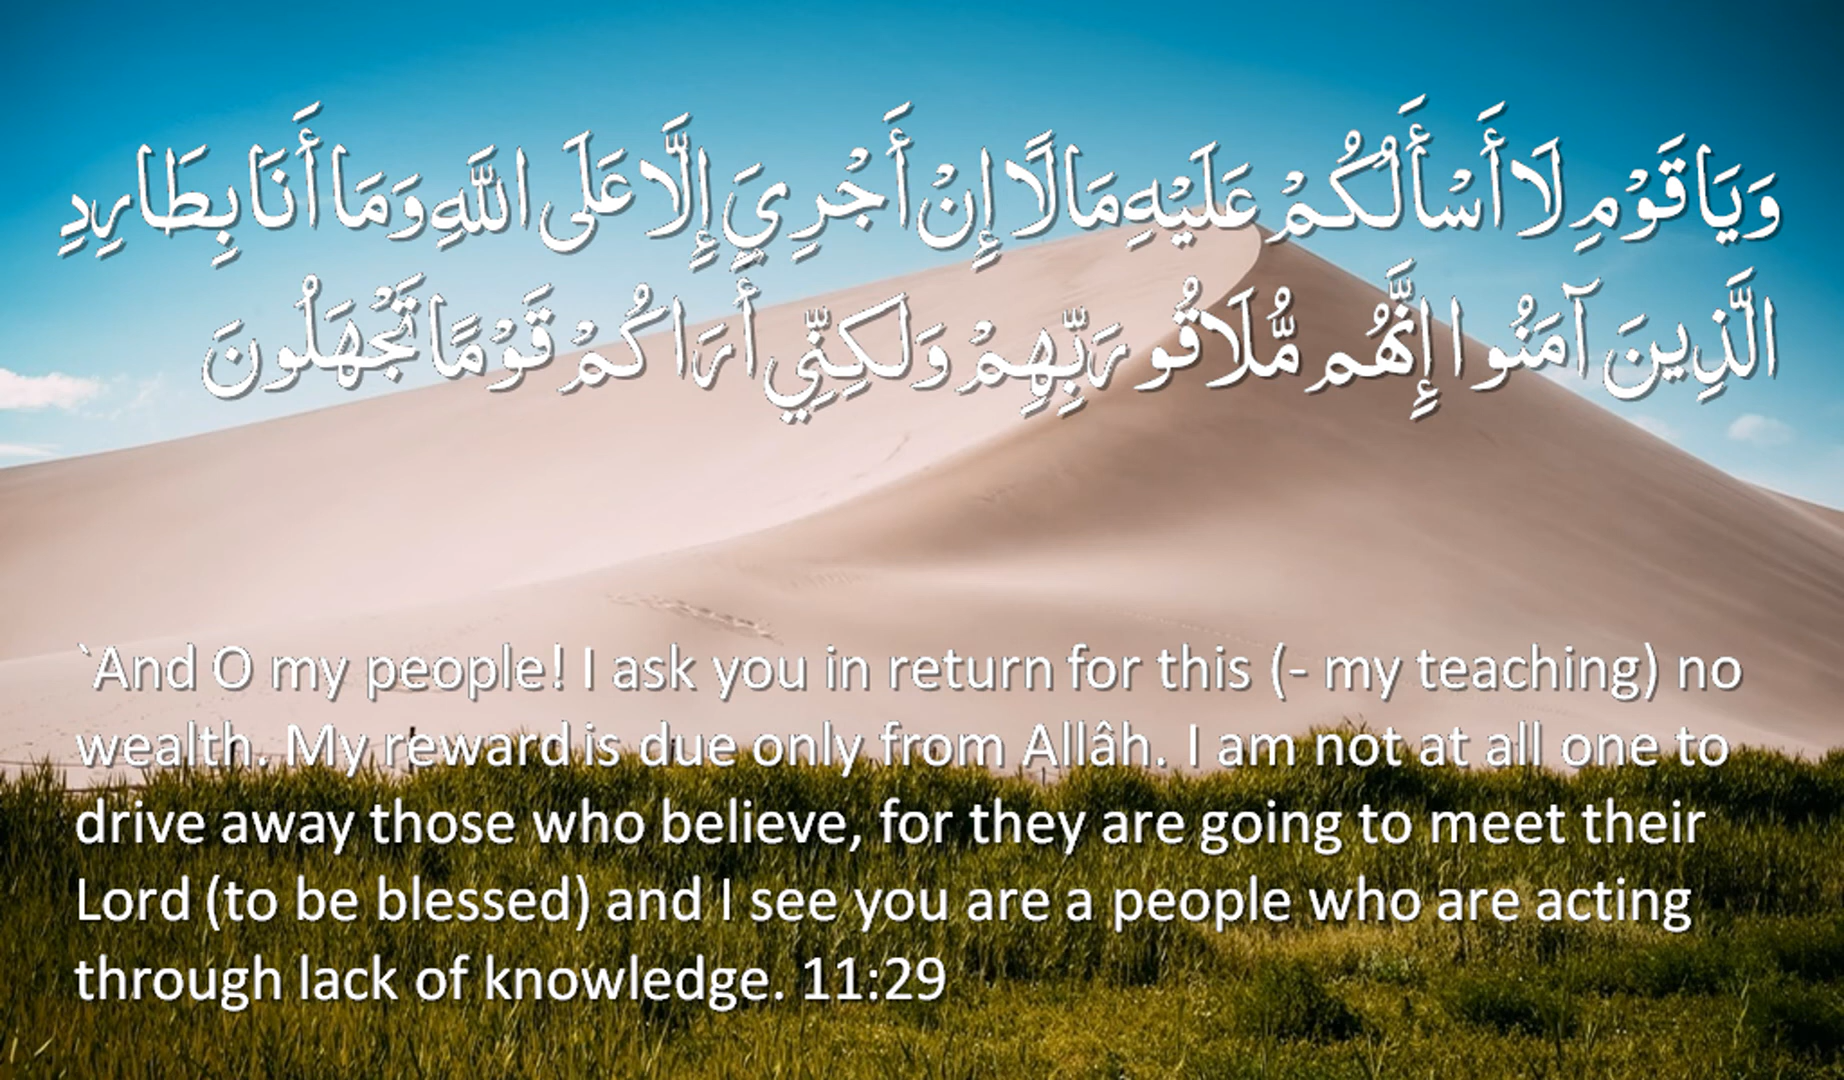 وَيَا قَوْمِ لَا أَسْأَلُكُمْ عَلَيْهِ مَالًا إِنْ أَجْرِيَ إِلَّا عَلَى اللَّهِ وَمَا أَنَا بِطَارِدِ
الَّذِينَ آمَنُوا إِنَّهُم مُّلَاقُو رَبِّهِمْ وَلَكِنِّي أَرَاكُمْ قَوْمًا تَجْهَلُونَ
`And O my people! I ask you in return for this (- my teaching) no
wealth. My reward is due only from Allâh. I am not at all one to
drive away those who believe, for they are going to meet their
Lord (to be blessed) and I see you are a people who are acting
through lack of knowledge. 11:29